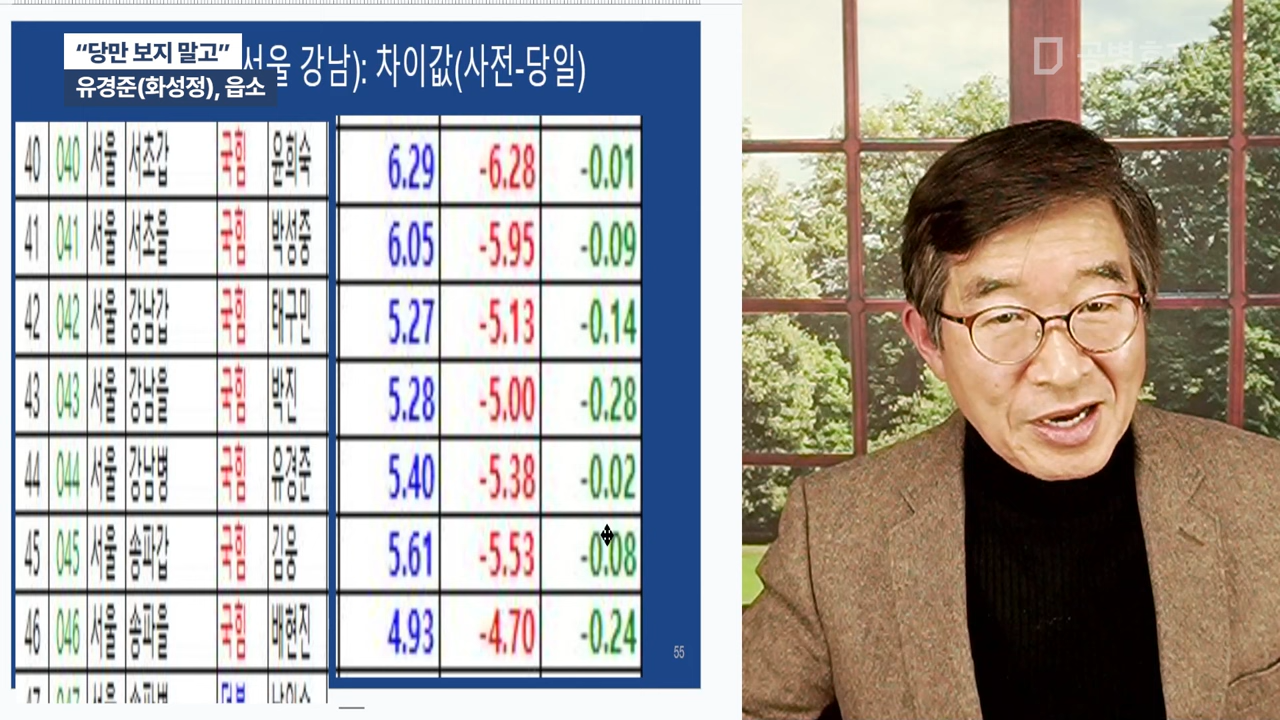 “당만 보지 말고”
유경준(화성정), 읍소
서울 강남): 차이값(사전-당일)
40 040 서울 서초갑 국힘 윤희숙 6.29 -6.28 -0.01
41 041 서울 서초을 국힘 박성중 6.05 -5.95 -0.09
42 042 서울 강남갑 국힘 태구민 5.27 -5.13 -0.14
43 043 서울 강남을 국힘 박진 5.28 -5.00 -0.28
44 044 서울 강남병 국힘 유경준 5.40 -5.38 -0.02
45 045 서울 송파갑 국힘 김웅 5.61 -5.53 -0.08
46 046 서울 송파을 국힘 배현진 4.93 -4.70 -0.24
55